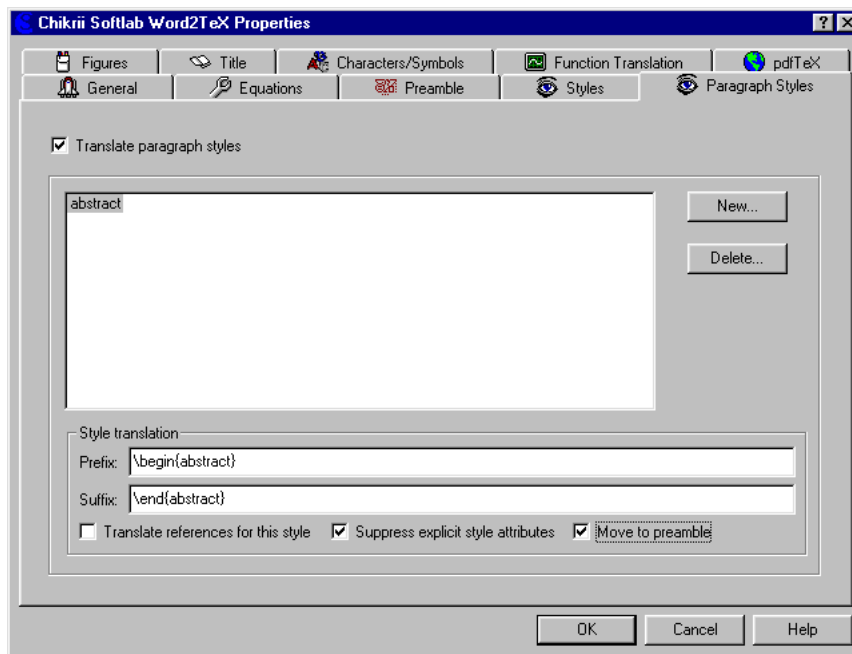 Chikrii Softlab Word2TeX Properties
Figures Title Characters/Symbols Function Translation pdfTeX
General Equations Preamble Styles Paragraph Styles
Translate paragraph styles
abstract
New...
Delete...
Style translation
Prefix: \begin{abstract}
Suffix: \end{abstract}
Translate references for this style Suppress explicit style attributes Move to preamble
OK Cancel Help